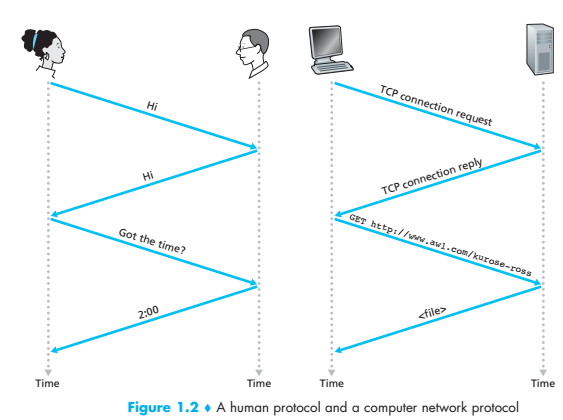 Hi
Hi
Got the time?
2:00
Time
Time
TCP connection request
TCP connection reply
GET http://www.awl.com/kurose-ross
<file>
Time
Time
Figure 1.2 ♦ A human protocol and a computer network protocol